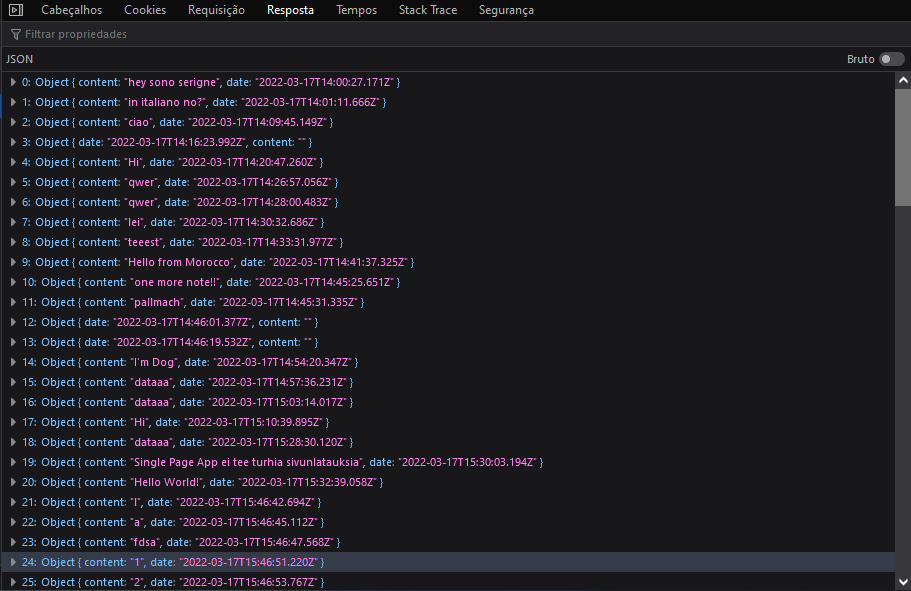 Cabeçalhos Cookies Requisição Resposta Tempos Stack Trace Segurança
Filtrar propriedades
JSON Bruto
0: Object { content: "hey sono serigne", date: "2022-03-17T14:00:27.171Z" }
1: Object { content: "in italiano no?", date: "2022-03-17T14:01:11.666Z" }
2: Object { content: "ciao", date: "2022-03-17T14:09:45.149Z" }
3: Object { date: "2022-03-17T14:16:23.992Z", content: "" }
4: Object { content: "Hi", date: "2022-03-17T14:20:47.260Z" }
5: Object { content: "qwer", date: "2022-03-17T14:26:57.056Z" }
6: Object { content: "qwer", date: "2022-03-17T14:28:00.483Z" }
7: Object { content: "lei", date: "2022-03-17T14:30:32.686Z" }
8: Object { content: "teeest", date: "2022-03-17T14:33:31.977Z" }
9: Object { content: "Hello from Morocco", date: "2022-03-17T14:41:37.325Z" }
10: Object { content: "one more note!!", date: "2022-03-17T14:45:25.651Z" }
11: Object { content: "pallmach", date: "2022-03-17T14:45:31.335Z" }
12: Object { date: "2022-03-17T14:46:01.377Z", content: "" }
13: Object { date: "2022-03-17T14:46:19.532Z", content: "" }
14: Object { content: "I'm Dog", date: "2022-03-17T14:54:20.347Z" }
15: Object { content: "dataaa", date: "2022-03-17T14:57:36.231Z" }
16: Object { content: "dataaa", date: "2022-03-17T15:03:14.017Z" }
17: Object { content: "Hi", date: "2022-03-17T15:10:39.895Z" }
18: Object { content: "dataaa", date: "2022-03-17T15:28:30.120Z" }
19: Object { content: "Single Page App ei tee turhia sivunlatauksia", date: "2022-03-17T15:30:03.194Z" }
20: Object { content: "Hello World!", date: "2022-03-17T15:32:39.058Z" }
21: Object { content: "l", date: "2022-03-17T15:46:42.694Z" }
22: Object { content: "a", date: "2022-03-17T15:46:45.112Z" }
23: Object { content: "fdsa", date: "2022-03-17T15:46:47.568Z" }
24: Object { content: "1", date: "2022-03-17T15:46:51.220Z" }
25: Object { content: "2", date: "2022-03-17T15:46:53.767Z" }